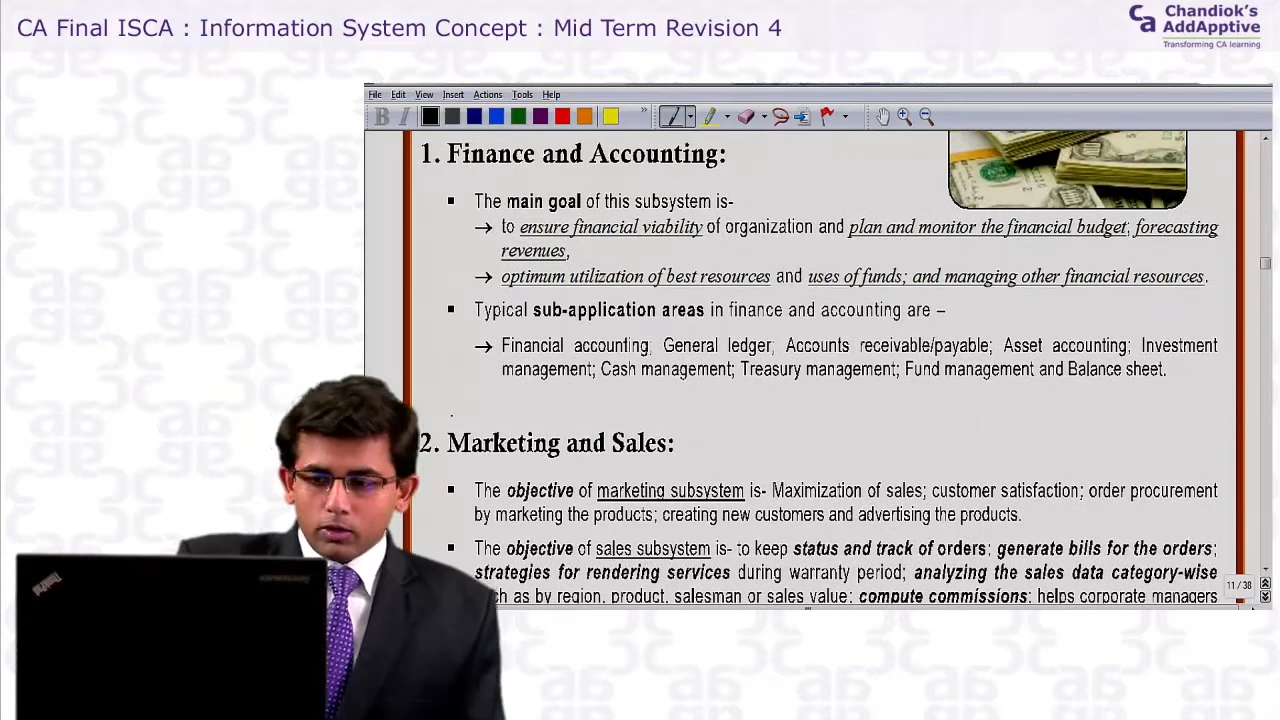 CA Final ISCA : Information System Concept : Mid Term Revision 4
Ca Chandiok's
AddApptive
Transforming CA learning
File Edit View Insert Actions Tools Help
B I »
1. Finance and Accounting:
▪ The main goal of this subsystem is-
→ to ensure financial viability of organization and plan and monitor the financial budget; forecasting
revenues,
→ optimum utilization of best resources and uses of funds; and managing other financial resources.
▪ Typical sub-application areas in finance and accounting are –
→ Financial accounting; General ledger; Accounts receivable/payable; Asset accounting; Investment
management; Cash management; Treasury management; Fund management and Balance sheet.
2. Marketing and Sales:
▪ The objective of marketing subsystem is- Maximization of sales; customer satisfaction; order procurement
by marketing the products; creating new customers and advertising the products.
▪ The objective of sales subsystem is- to keep status and track of orders; generate bills for the orders;
strategies for rendering services during warranty period; analyzing the sales data category-wise
as by region, product, salesman or sales value; compute commissions; helps corporate managers
11 / 38
ThinkPad